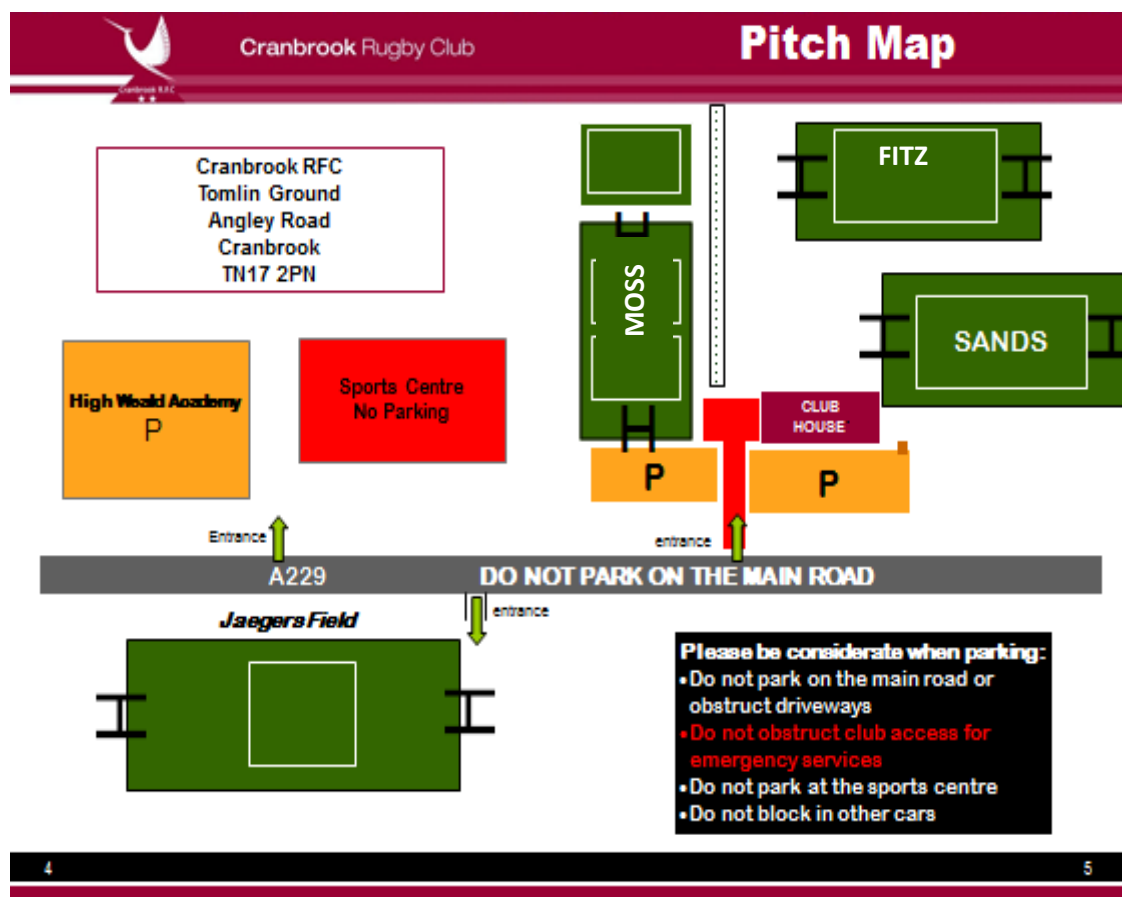 Cranbrook Rugby Club
Pitch Map
Cranbrook R.F.C
Cranbrook RFC
Tomlin Ground
Angley Road
Cranbrook
TN17 2PN
FITZ
MOSS
SANDS
High Weald Academy
P
Sports Centre
No Parking
CLUB
HOUSE
P
P
Entrance
entrance
A229
DO NOT PARK ON THE MAIN ROAD
entrance
Jaegers Field
Please be considerate when parking:
•Do not park on the main road or
obstruct driveways
•Do not obstruct club access for
emergency services
•Do not park at the sports centre
•Do not block in other cars
4
5